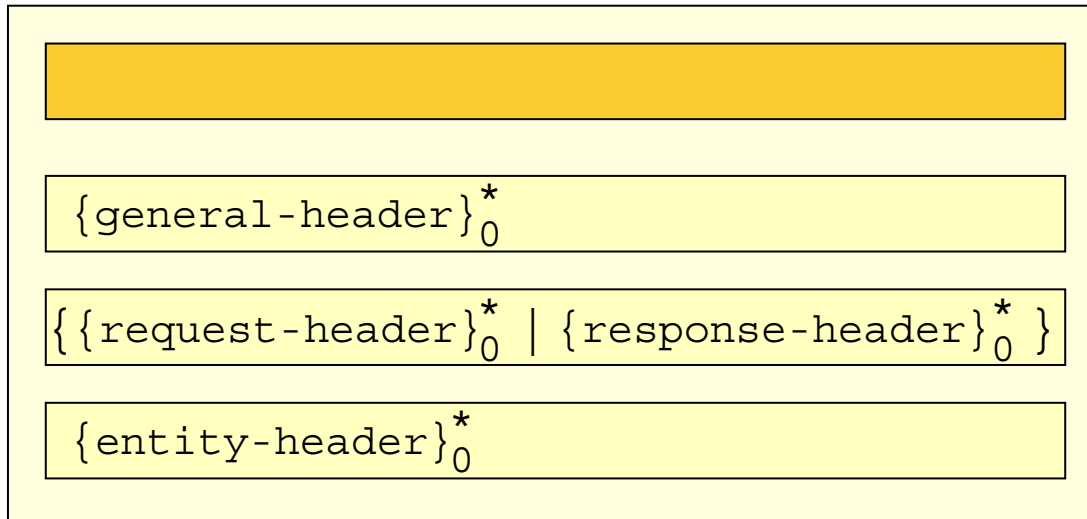 {general-header}*0
{{request-header}*0 | {response-header}*0 }
{entity-header}*0